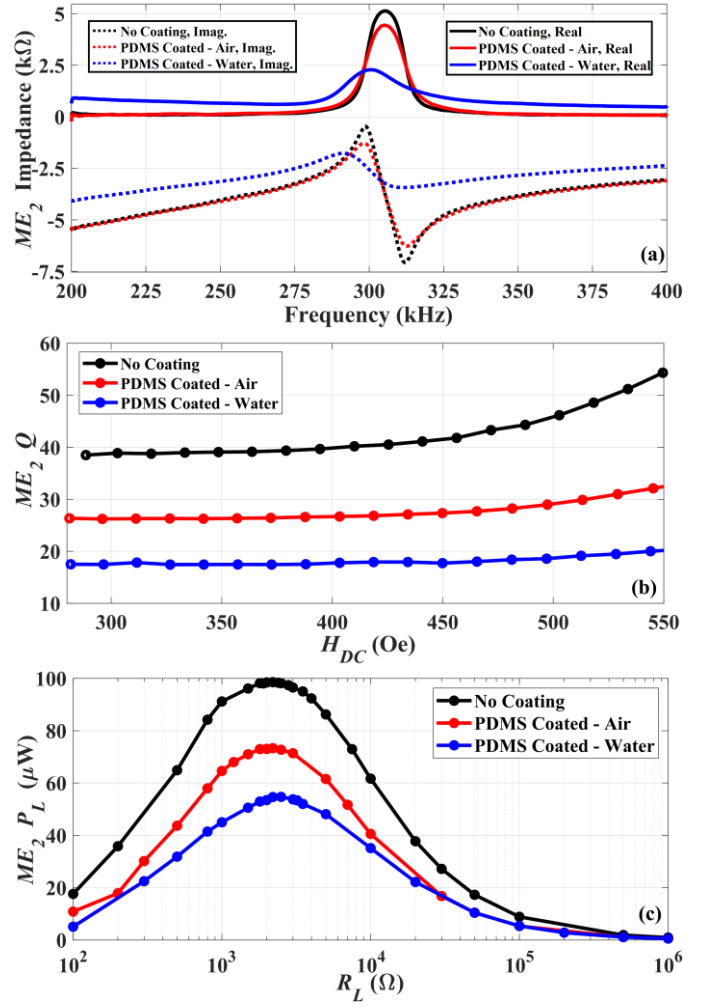 ME2 Impedance (kΩ)
5
2.5
0
-2.5
-5
-7.5
No Coating, Imag.
PDMS Coated - Air, Imag.
PDMS Coated - Water, Imag.
No Coating, Real
PDMS Coated - Air, Real
PDMS Coated - Water, Real
(a)
200 225 250 275 300 325 350 375 400
Frequency (kHz)
ME2 Q
60
50
40
30
20
10
No Coating
PDMS Coated - Air
PDMS Coated - Water
(b)
300 350 400 450 500 550
HDC (Oe)
ME2 PL (μW)
100
80
60
40
20
0
No Coating
PDMS Coated - Air
PDMS Coated - Water
(c)
10^2 10^3 10^4 10^5 10^6
RL (Ω)